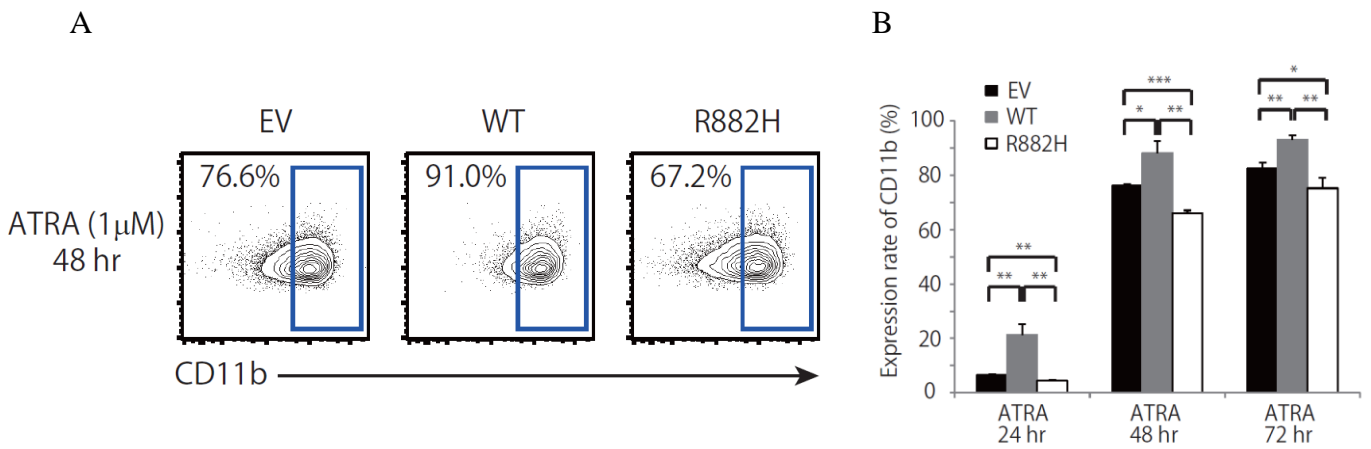 A
EV
WT
R882H
76.6%
91.0%
67.2%
ATRA (1μM)
48 hr
CD11b
B
EV
WT
R882H
Expression rate of CD11b (%)
100
80
60
40
20
0
** ** **
*** * **
* ** **
ATRA
24 hr
ATRA
48 hr
ATRA
72 hr